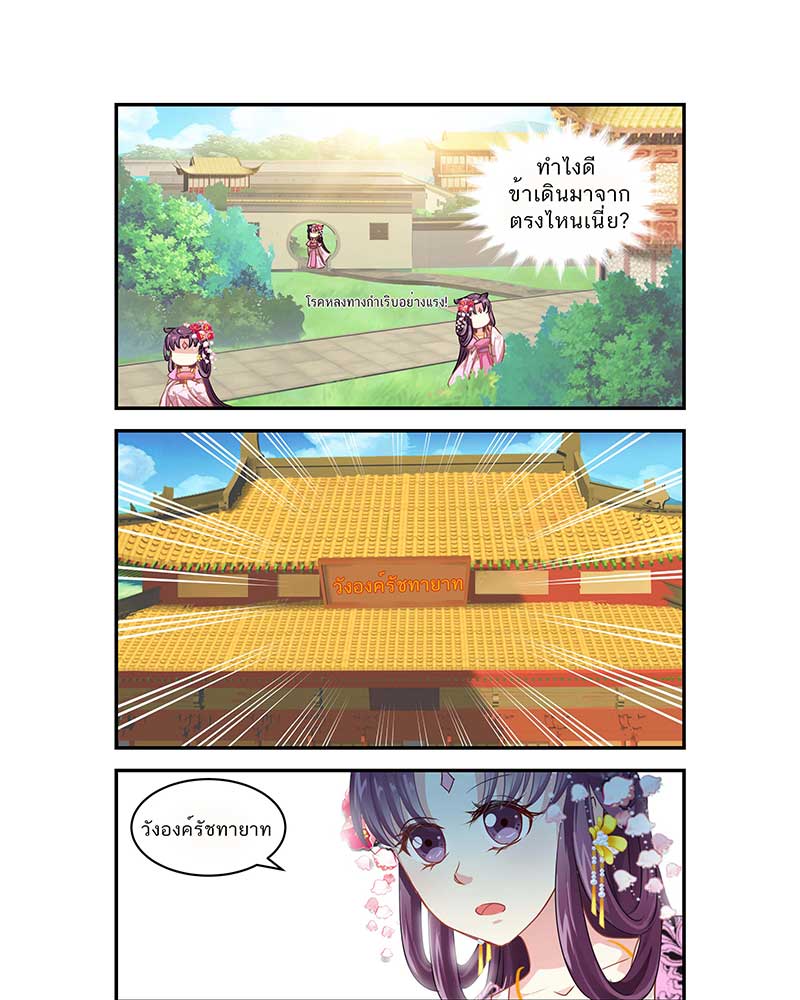 ทำไงดี
ข้าเดินมาจาก
ตรงไหนเนี่ย?
โรคหลงทางกำเริบอย่างแรง!
วังองค์รัชทายาท
วังองค์รัชทายาท